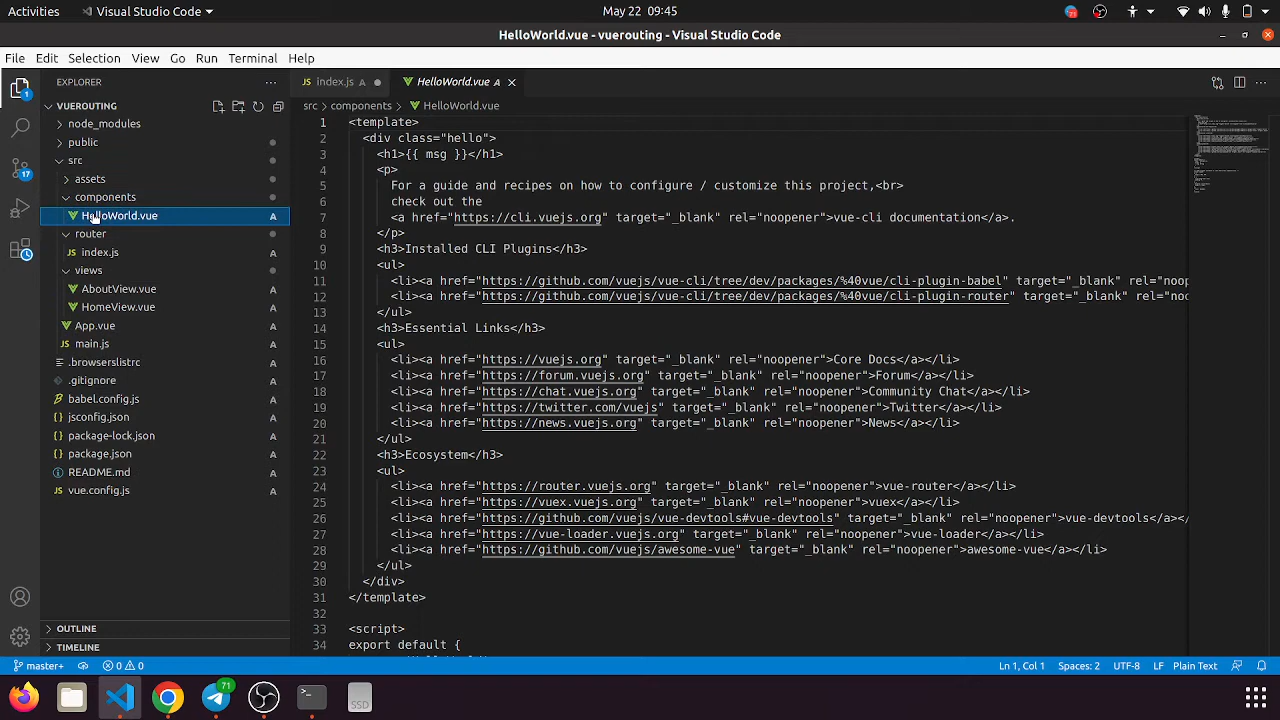 Activities
Visual Studio Code
May 22 09:45
71
HelloWorld.vue - vuerouting - Visual Studio Code
File Edit Selection View Go Run Terminal Help
EXPLORER
index.js A
HelloWorld.vue A
VUEROUTING
src components HelloWorld.vue
node_modules
public
src
assets
components
HelloWorld.vue A
router
index.js A
views
AboutView.vue A
HomeView.vue A
App.vue A
main.js A
.browserslistrc A
.gitignore A
babel.config.js A
jsconfig.json A
package-lock.json A
package.json A
README.md A
vue.config.js A
OUTLINE
TIMELINE
1
17
1 <template>
2 <div class="hello">
3 <h1>{{ msg }}</h1>
4 <p>
5 For a guide and recipes on how to configure / customize this project,<br>
6 check out the
7 <a href="https://cli.vuejs.org" target="_blank" rel="noopener">vue-cli documentation</a>.
8 </p>
9 <h3>Installed CLI Plugins</h3>
10 <ul>
11 <li><a href="https://github.com/vuejs/vue-cli/tree/dev/packages/%40vue/cli-plugin-babel" target="_blank" rel="noop
12 <li><a href="https://github.com/vuejs/vue-cli/tree/dev/packages/%40vue/cli-plugin-router" target="_blank" rel="noo
13 </ul>
14 <h3>Essential Links</h3>
15 <ul>
16 <li><a href="https://vuejs.org" target="_blank" rel="noopener">Core Docs</a></li>
17 <li><a href="https://forum.vuejs.org" target="_blank" rel="noopener">Forum</a></li>
18 <li><a href="https://chat.vuejs.org" target="_blank" rel="noopener">Community Chat</a></li>
19 <li><a href="https://twitter.com/vuejs" target="_blank" rel="noopener">Twitter</a></li>
20 <li><a href="https://news.vuejs.org" target="_blank" rel="noopener">News</a></li>
21 </ul>
22 <h3>Ecosystem</h3>
23 <ul>
24 <li><a href="https://router.vuejs.org" target="_blank" rel="noopener">vue-router</a></li>
25 <li><a href="https://vuex.vuejs.org" target="_blank" rel="noopener">vuex</a></li>
26 <li><a href="https://github.com/vuejs/vue-devtools#vue-devtools" target="_blank" rel="noopener">vue-devtools</a></
27 <li><a href="https://vue-loader.vuejs.org" target="_blank" rel="noopener">vue-loader</a></li>
28 <li><a href="https://github.com/vuejs/awesome-vue" target="_blank" rel="noopener">awesome-vue</a></li>
29 </ul>
30 </div>
31 </template>
32
33 <script>
34 export default {
master+
0 0
Ln 1, Col 1
Spaces: 2
UTF-8
LF
Plain Text
71
SSD